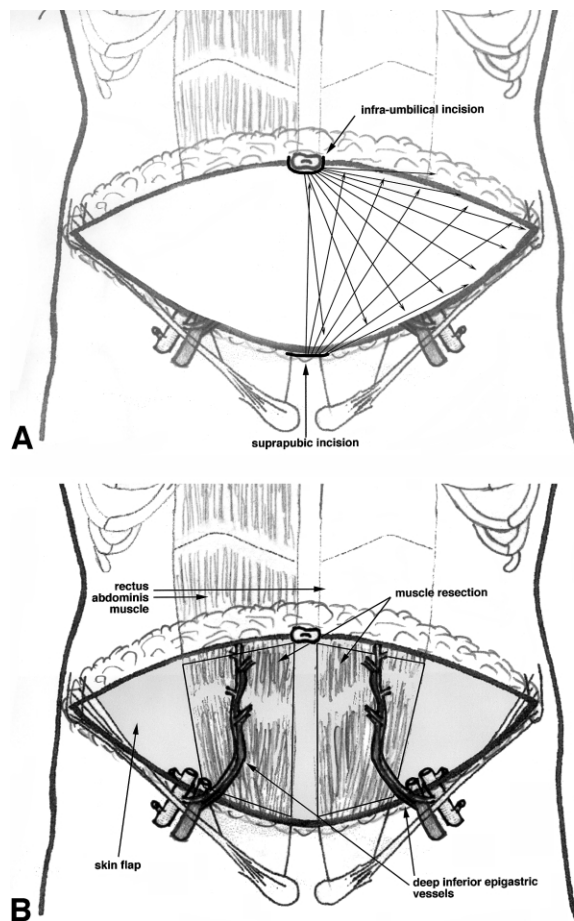 infra-umbilical incision
A
suprapubic incision
rectus
abdominis
muscle
muscle resection
skin flap
deep inferior epigastric
vessels
B